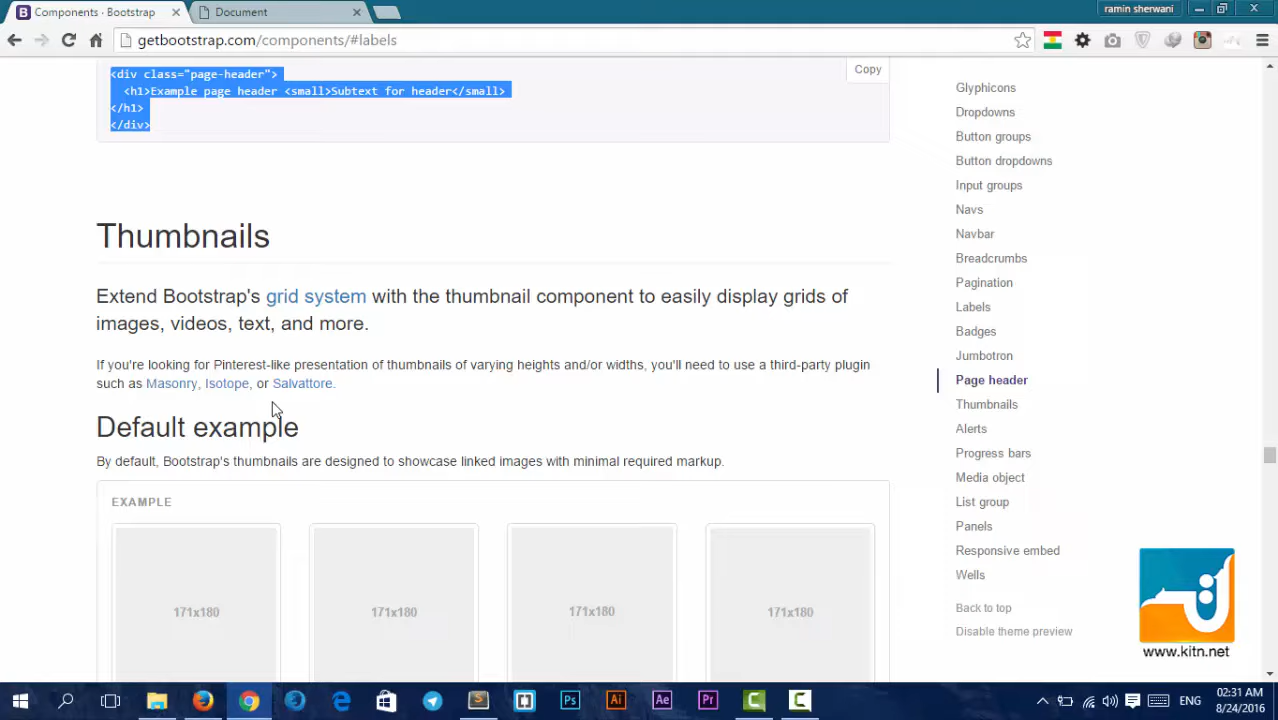 Components · Bootstrap
Document
ramin sherwani
getbootstrap.com/components/#labels
<div class="page-header">
<h1>Example page header <small>Subtext for header</small>
</h1>
</div>
Copy
Thumbnails
Extend Bootstrap's grid system with the thumbnail component to easily display grids of
images, videos, text, and more.
If you're looking for Pinterest-like presentation of thumbnails of varying heights and/or widths, you'll need to use a third-party plugin
such as Masonry, Isotope, or Salvattore.
Default example
By default, Bootstrap's thumbnails are designed to showcase linked images with minimal required markup.
EXAMPLE
171x180
171x180
171x180
171x180
Glyphicons
Dropdowns
Button groups
Button dropdowns
Input groups
Navs
Navbar
Breadcrumbs
Pagination
Labels
Badges
Jumbotron
Page header
Thumbnails
Alerts
Progress bars
Media object
List group
Panels
Responsive embed
Wells
Back to top
Disable theme preview
www.kitn.net
Ps
Ai
Ae
Pr
ENG
02:31 AM
8/24/2016